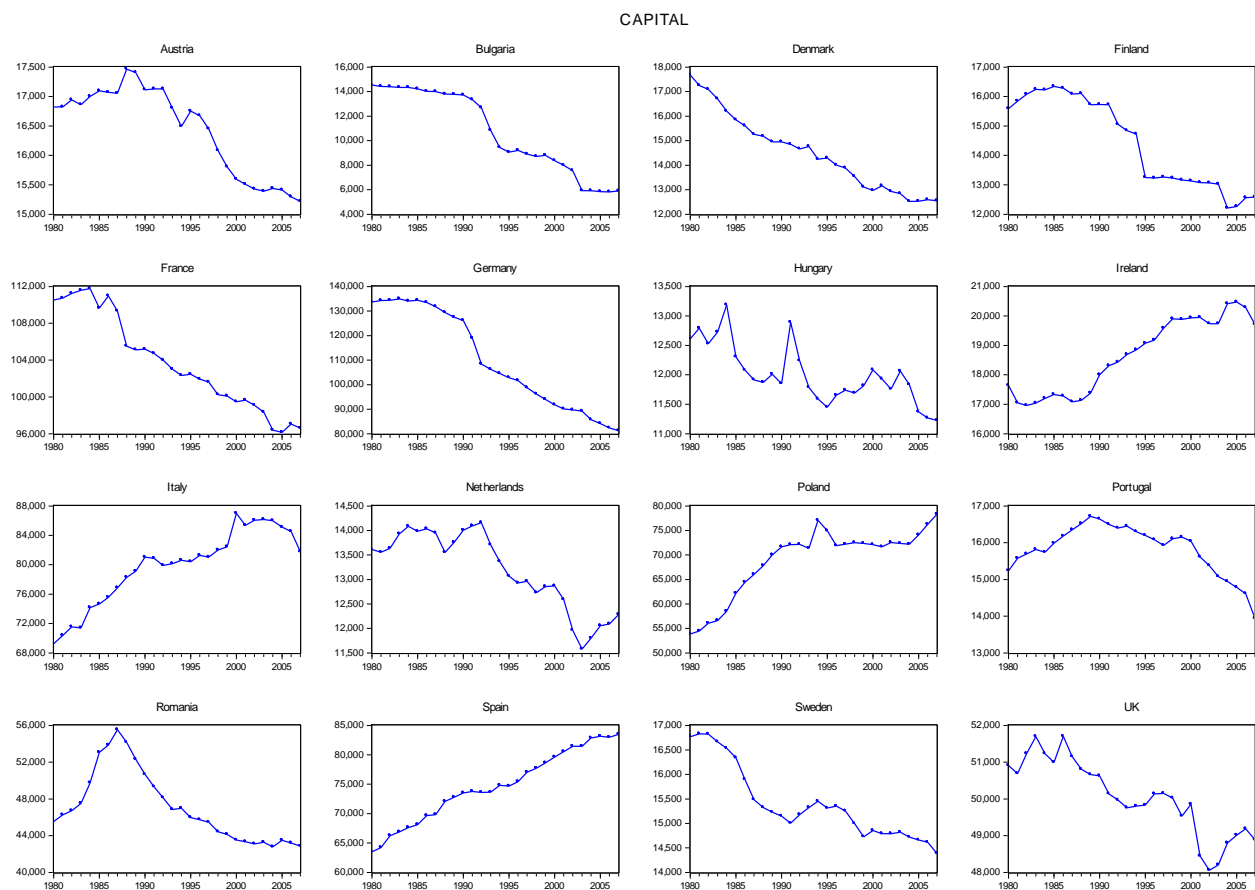 CAPITAL
Austria
17,500
17,000
16,500
16,000
15,500
15,000
1980 1985 1990 1995 2000 2005
Bulgaria
16,000
14,000
12,000
10,000
8,000
6,000
4,000
1980 1985 1990 1995 2000 2005
Denmark
18,000
17,000
16,000
15,000
14,000
13,000
12,000
1980 1985 1990 1995 2000 2005
Finland
17,000
16,000
15,000
14,000
13,000
12,000
1980 1985 1990 1995 2000 2005
France
112,000
108,000
104,000
100,000
96,000
1980 1985 1990 1995 2000 2005
Germany
140,000
130,000
120,000
110,000
100,000
90,000
80,000
1980 1985 1990 1995 2000 2005
Hungary
13,500
13,000
12,500
12,000
11,500
11,000
1980 1985 1990 1995 2000 2005
Ireland
21,000
20,000
19,000
18,000
17,000
16,000
1980 1985 1990 1995 2000 2005
Italy
88,000
84,000
80,000
76,000
72,000
68,000
1980 1985 1990 1995 2000 2005
Netherlands
14,500
14,000
13,500
13,000
12,500
12,000
11,500
1980 1985 1990 1995 2000 2005
Poland
80,000
75,000
70,000
65,000
60,000
55,000
50,000
1980 1985 1990 1995 2000 2005
Portugal
17,000
16,000
15,000
14,000
13,000
1980 1985 1990 1995 2000 2005
Romania
56,000
52,000
48,000
44,000
40,000
1980 1985 1990 1995 2000 2005
Spain
85,000
80,000
75,000
70,000
65,000
60,000
1980 1985 1990 1995 2000 2005
Sweden
17,000
16,500
16,000
15,500
15,000
14,500
14,000
1980 1985 1990 1995 2000 2005
UK
52,000
51,000
50,000
49,000
48,000
1980 1985 1990 1995 2000 2005